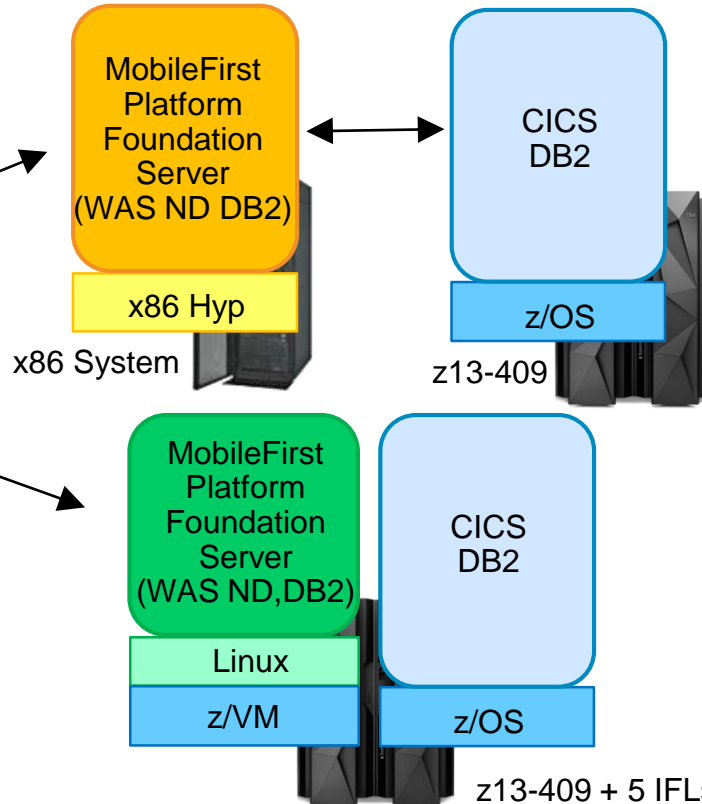 MobileFirst
Platform
Foundation
Server
(WAS ND DB2)
x86 Hyp
x86 System
CICS
DB2
z/OS
z13-409
MobileFirst
Platform
Foundation
Server
(WAS ND,DB2)
Linux
z/VM
CICS
DB2
z/OS
z13-409 + 5 IFLs